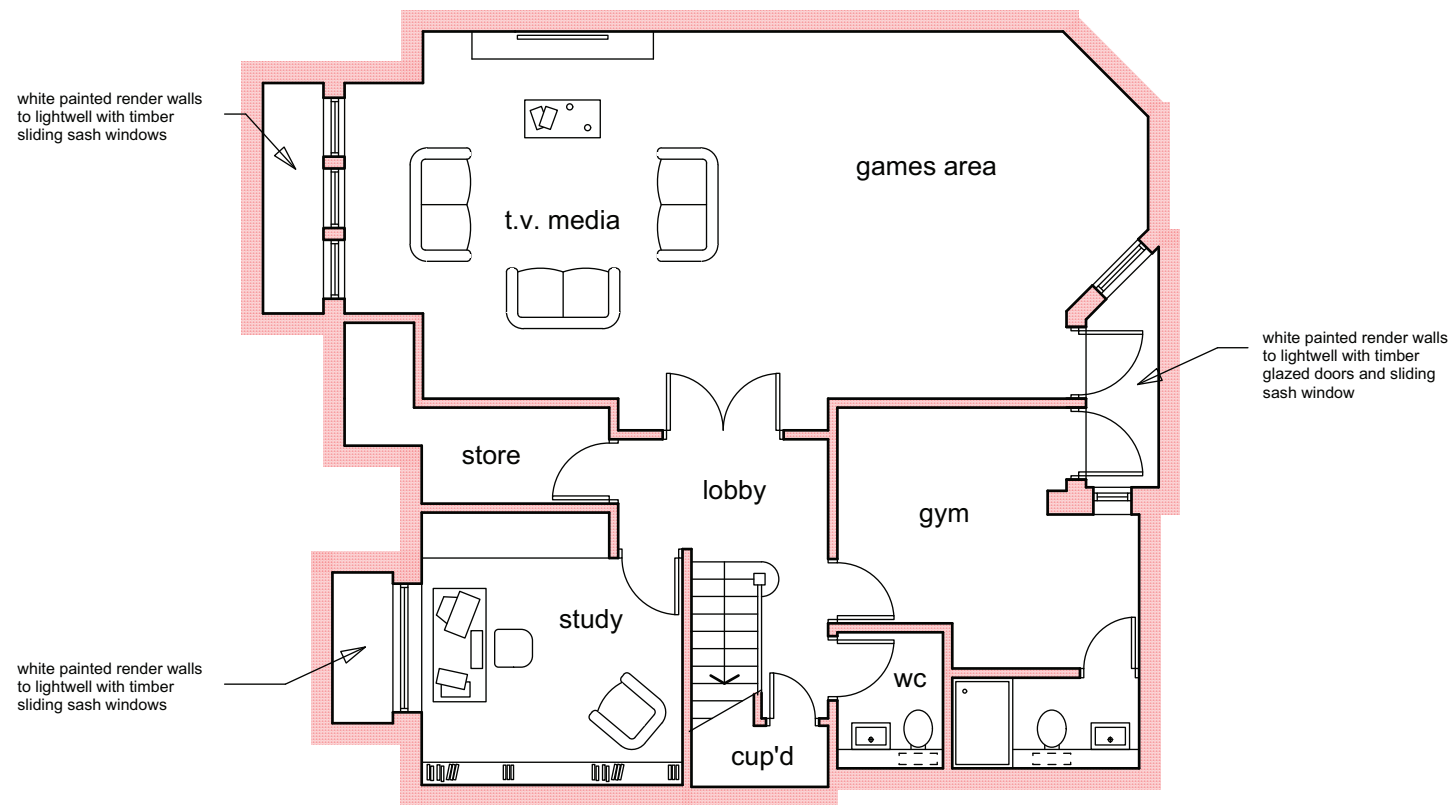 white painted render walls
to lightwell with timber
sliding sash windows
games area
t.v. media
white painted render walls
to lightwell with timber
glazed doors and sliding
sash window
store
lobby
gym
study
white painted render walls
to lightwell with timber
sliding sash windows
wc
cup'd